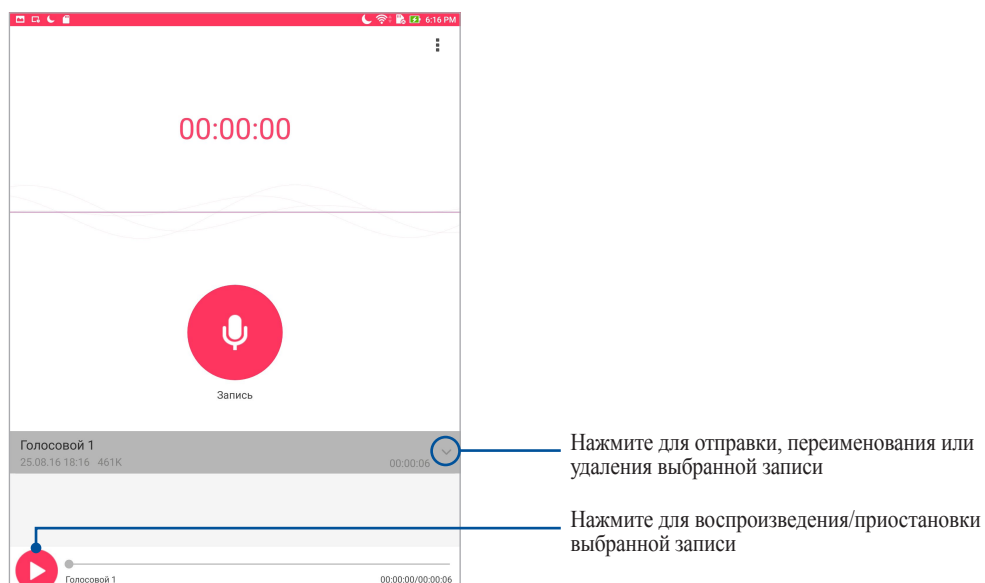 6:16 PM
00:00:00
Запись
Голосовой 1
25.08.16 18:16 461K
00:00:06
Нажмите для отправки, переименования или
удаления выбранной записи
Нажмите для воспроизведения/приостановки
выбранной записи
Голосовой 1
00:00:00/00:00:06